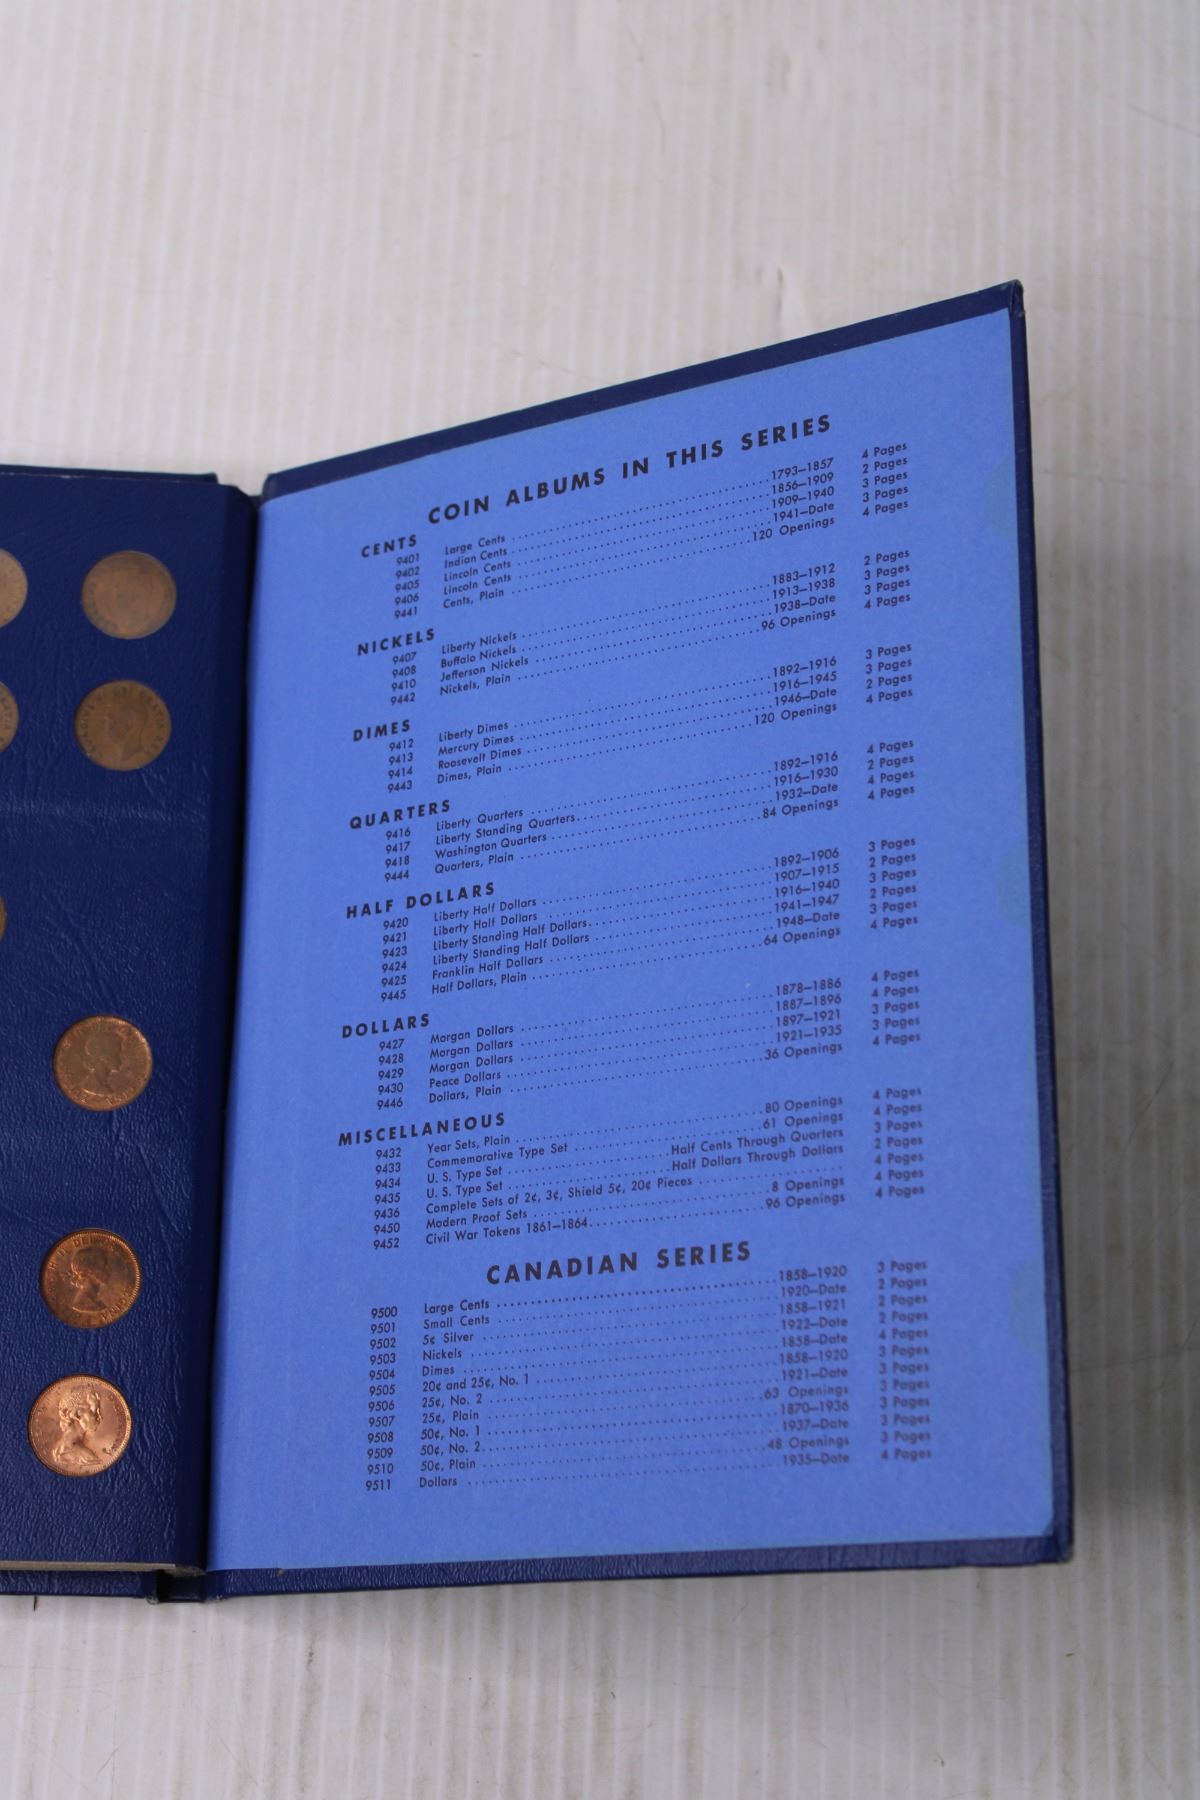 COIN ALBUMS IN THIS SERIES
CENTS
9401 Large Cents 1793–1857 4 Pages
9402 Indian Cents 1856–1909 2 Pages
9405 Lincoln Cents 1909–1940 3 Pages
9406 Lincoln Cents 1941–Date 3 Pages
9441 Cents, Plain 120 Openings 4 Pages
NICKELS
9407 Liberty Nickels 1883–1912 2 Pages
9408 Buffalo Nickels 1913–1938 3 Pages
9410 Jefferson Nickels 1938–Date 3 Pages
9442 Nickels, Plain 96 Openings 4 Pages
DIMES
9412 Liberty Dimes 1892–1916 3 Pages
9413 Mercury Dimes 1916–1945 3 Pages
9414 Roosevelt Dimes 1946–Date 2 Pages
9443 Dimes, Plain 120 Openings 4 Pages
QUARTERS
9416 Liberty Quarters 1892–1916 4 Pages
9417 Liberty Standing Quarters 1916–1930 2 Pages
9418 Washington Quarters 1932–Date 4 Pages
9444 Quarters, Plain 84 Openings 4 Pages
HALF DOLLARS
9420 Liberty Half Dollars 1892–1906 3 Pages
9421 Liberty Half Dollars 1907–1915 2 Pages
9423 Liberty Standing Half Dollars 1916–1940 3 Pages
9424 Liberty Standing Half Dollars 1941–1947 2 Pages
9425 Franklin Half Dollars 1948–Date 3 Pages
9445 Half Dollars, Plain 64 Openings 4 Pages
DOLLARS
9427 Morgan Dollars 1878–1886 4 Pages
9428 Morgan Dollars 1887–1896 4 Pages
9429 Morgan Dollars 1897–1921 3 Pages
9430 Peace Dollars 1921–1935 3 Pages
9446 Dollars, Plain 36 Openings 4 Pages
MISCELLANEOUS
9432 Year Sets, Plain 80 Openings 4 Pages
9433 Commemorative Type Set 61 Openings 4 Pages
9434 U. S. Type Set Half Cents Through Quarters 3 Pages
9435 U. S. Type Set Half Dollars Through Dollars 2 Pages
9436 Complete Sets of 2¢, 3¢, Shield 5¢, 20¢ Pieces 4 Pages
9450 Modern Proof Sets 8 Openings 4 Pages
9452 Civil War Tokens 1861–1864 96 Openings 4 Pages
CANADIAN SERIES
9500 Large Cents 1858–1920 3 Pages
9501 Small Cents 1920–Date 2 Pages
9502 5¢ Silver 1858–1921 2 Pages
9503 Nickels 1922–Date 2 Pages
9504 Dimes 1858–Date 4 Pages
9505 20¢ and 25¢, No. 1 1858–1920 3 Pages
9506 25¢, No. 2 1921–Date 3 Pages
9507 25¢, Plain 63 Openings 3 Pages
9508 50¢, No. 1 1870–1936 3 Pages
9509 50¢, No. 2 1937–Date 3 Pages
9510 50¢, Plain 48 Openings 3 Pages
9511 Dollars 1935–Date 4 Pages